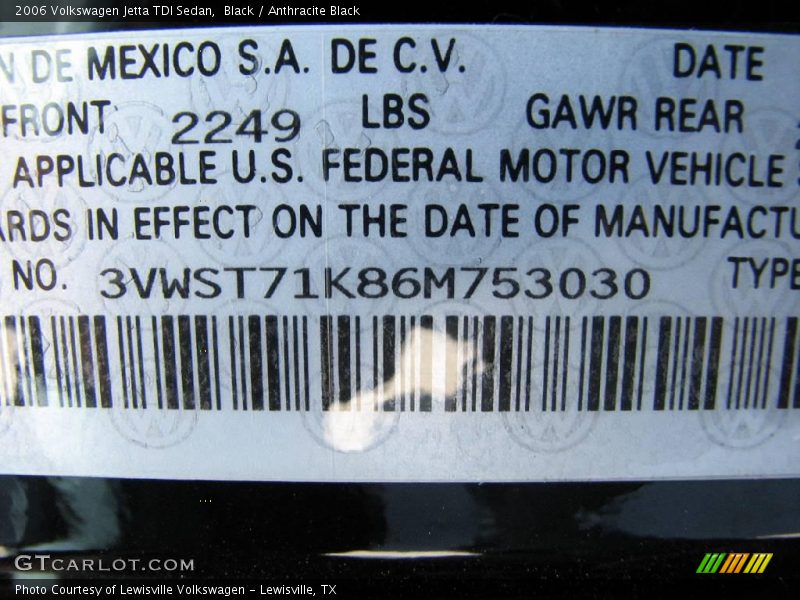 2006 Volkswagen Jetta TDI Sedan, Black / Anthracite Black
DE MEXICO S.A. DE C.V. DATE
FRONT 2249 LBS GAWR REAR
APPLICABLE U.S. FEDERAL MOTOR VEHICLE
ARDS IN EFFECT ON THE DATE OF MANUFACTU
NO. 3VWST71K86M753030 TYPE
GTCARLOT.COM
Photo Courtesy of Lewisville Volkswagen - Lewisville, TX